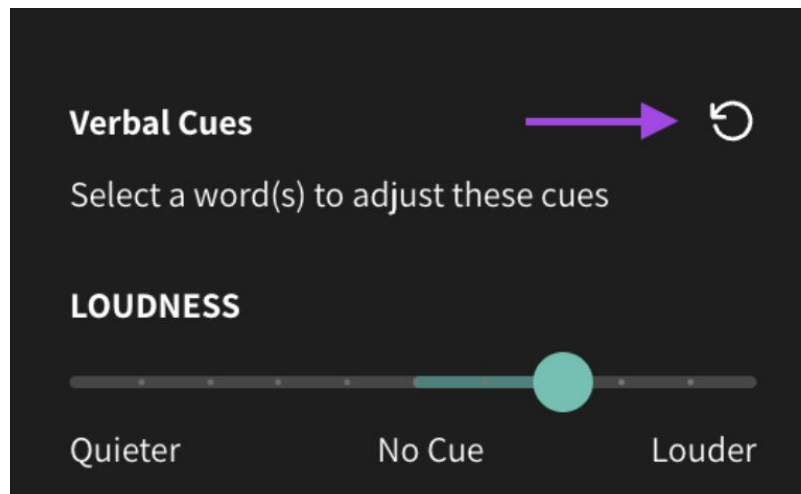 Verbal Cues
Select a word(s) to adjust these cues
LOUDNESS
Quieter No Cue Louder